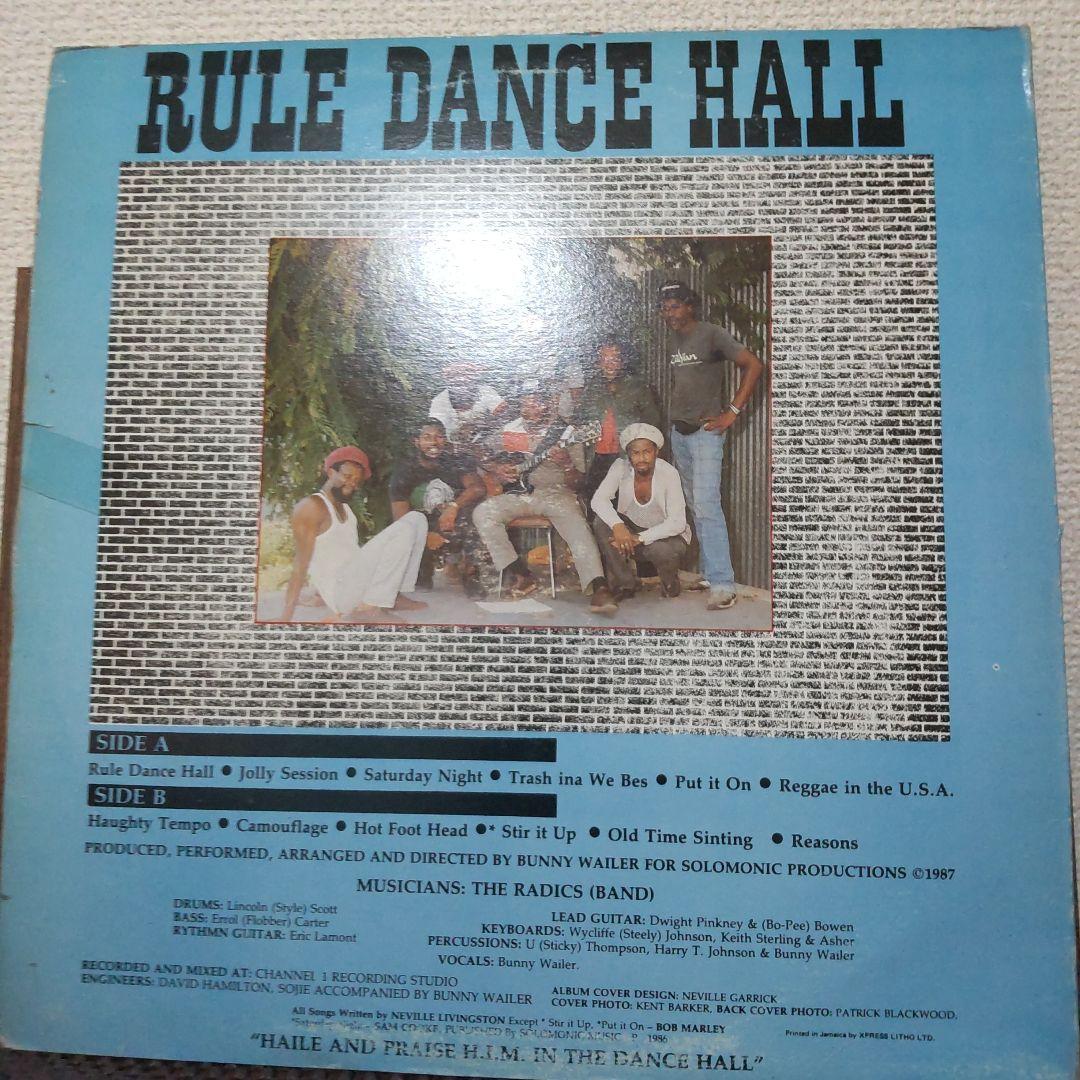 RULE DANCE HALL
Zildjian
SIDE A
Rule Dance Hall • Jolly Session • Saturday Night • Trash ina We Bes • Put it On • Reggae in the U.S.A.
SIDE B
Haughty Tempo • Camouflage • Hot Foot Head •* Stir it Up • Old Time Sinting • Reasons
PRODUCED, PERFORMED, ARRANGED AND DIRECTED BY BUNNY WAILER FOR SOLOMONIC PRODUCTIONS ©1987
MUSICIANS: THE RADICS (BAND)
DRUMS: Lincoln (Style) Scott
BASS: Errol (Flobber) Carter
RYTHMN GUITAR: Eric Lamont
LEAD GUITAR: Dwight Pinkney & (Bo-Pee) Bowen
KEYBOARDS: Wycliffe (Steely) Johnson, Keith Sterling & Asher
PERCUSSIONS: U (Sticky) Thompson, Harry T. Johnson & Bunny Wailer
VOCALS: Bunny Wailer.
RECORDED AND MIXED AT: CHANNEL 1 RECORDING STUDIO
ENGINEERS: DAVID HAMILTON, SOJIE ACCOMPANIED BY BUNNY WAILER
ALBUM COVER DESIGN: NEVILLE GARRICK
COVER PHOTO: KENT BARKER, BACK COVER PHOTO: PATRICK BLACKWOOD.
All Songs Written by NEVILLE LIVINGSTON Except * Stir it Up, *Put it On – BOB MARLEY
*Saturday Night – SAM COOKE, PUBLISHED By SOLOMONIC MUSIC P 1986
Printed in Jamaica by XPRESS LITHO LTD.
"HAILE AND PRAISE H.I.M. IN THE DANCE HALL"